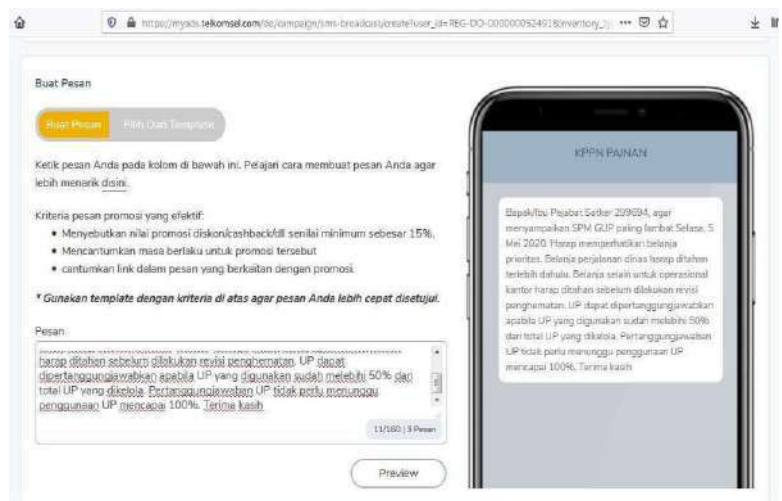 https://myads.telkomsel.com/de/campaign/sms-broadcast/create?user_id=REG-DO-0000000524918&inventory_
Buat Pesan
Buat Pesan Pilih Dari Template
Ketik pesan Anda pada kolom di bawah ini. Pelajari cara membuat pesan Anda agar
lebih menarik disini.
Kriteria pesan promosi yang efektif:
• Menyebutkan nilai promosi diskon/cashback/dll senilai minimum sebesar 15%.
• Mencantumkan masa berlaku untuk promosi tersebut
• cantumkan link dalam pesan yang berkaitan dengan promosi.
* Gunakan template dengan kriteria di atas agar pesan Anda lebih cepat disetujui.
Pesan
harap ditahan sebelum dilakukan revisi penghematan. UP dapat
dipertanggungjawabkan apabila UP yang digunakan sudah melebihi 50% dari
total UP yang dikelola. Pertanggungjawaban UP tidak perlu menunggu
penggunaan UP mencapai 100%. Terima kasih
11/160 | 3 Pesan
Preview
KPPN PAINAN
Bapak/Ibu Pejabat Satker 299694, agar
menyampaikan SPM GUP paling lambat Selasa, 5
Mei 2020. Harap memperhatikan belanja
prioritas. Belanja perjalanan dinas harap ditahan
terlebih dahulu. Belanja selain untuk operasional
kantor harap ditahan sebelum dilakukan revisi
penghematan. UP dapat dipertanggungjawabkan
apabila UP yang digunakan sudah melebihi 50%
dari total UP yang dikelola. Pertanggungjawaban
UP tidak perlu menunggu penggunaan UP
mencapai 100%. Terima kasih